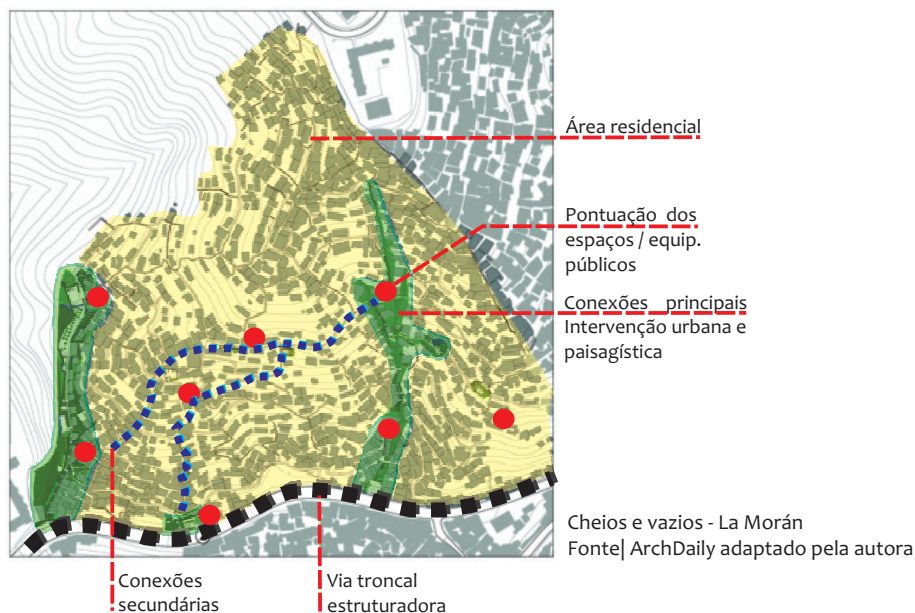 Área residencial
Pontuação dos
espaços / equip.
públicos
Conexões principais
Intervenção urbana e
paisagística
Cheios e vazios - La Morán
Fonte| ArchDaily adaptado pela autora
Conexões
secundárias
Via troncal
estruturadora